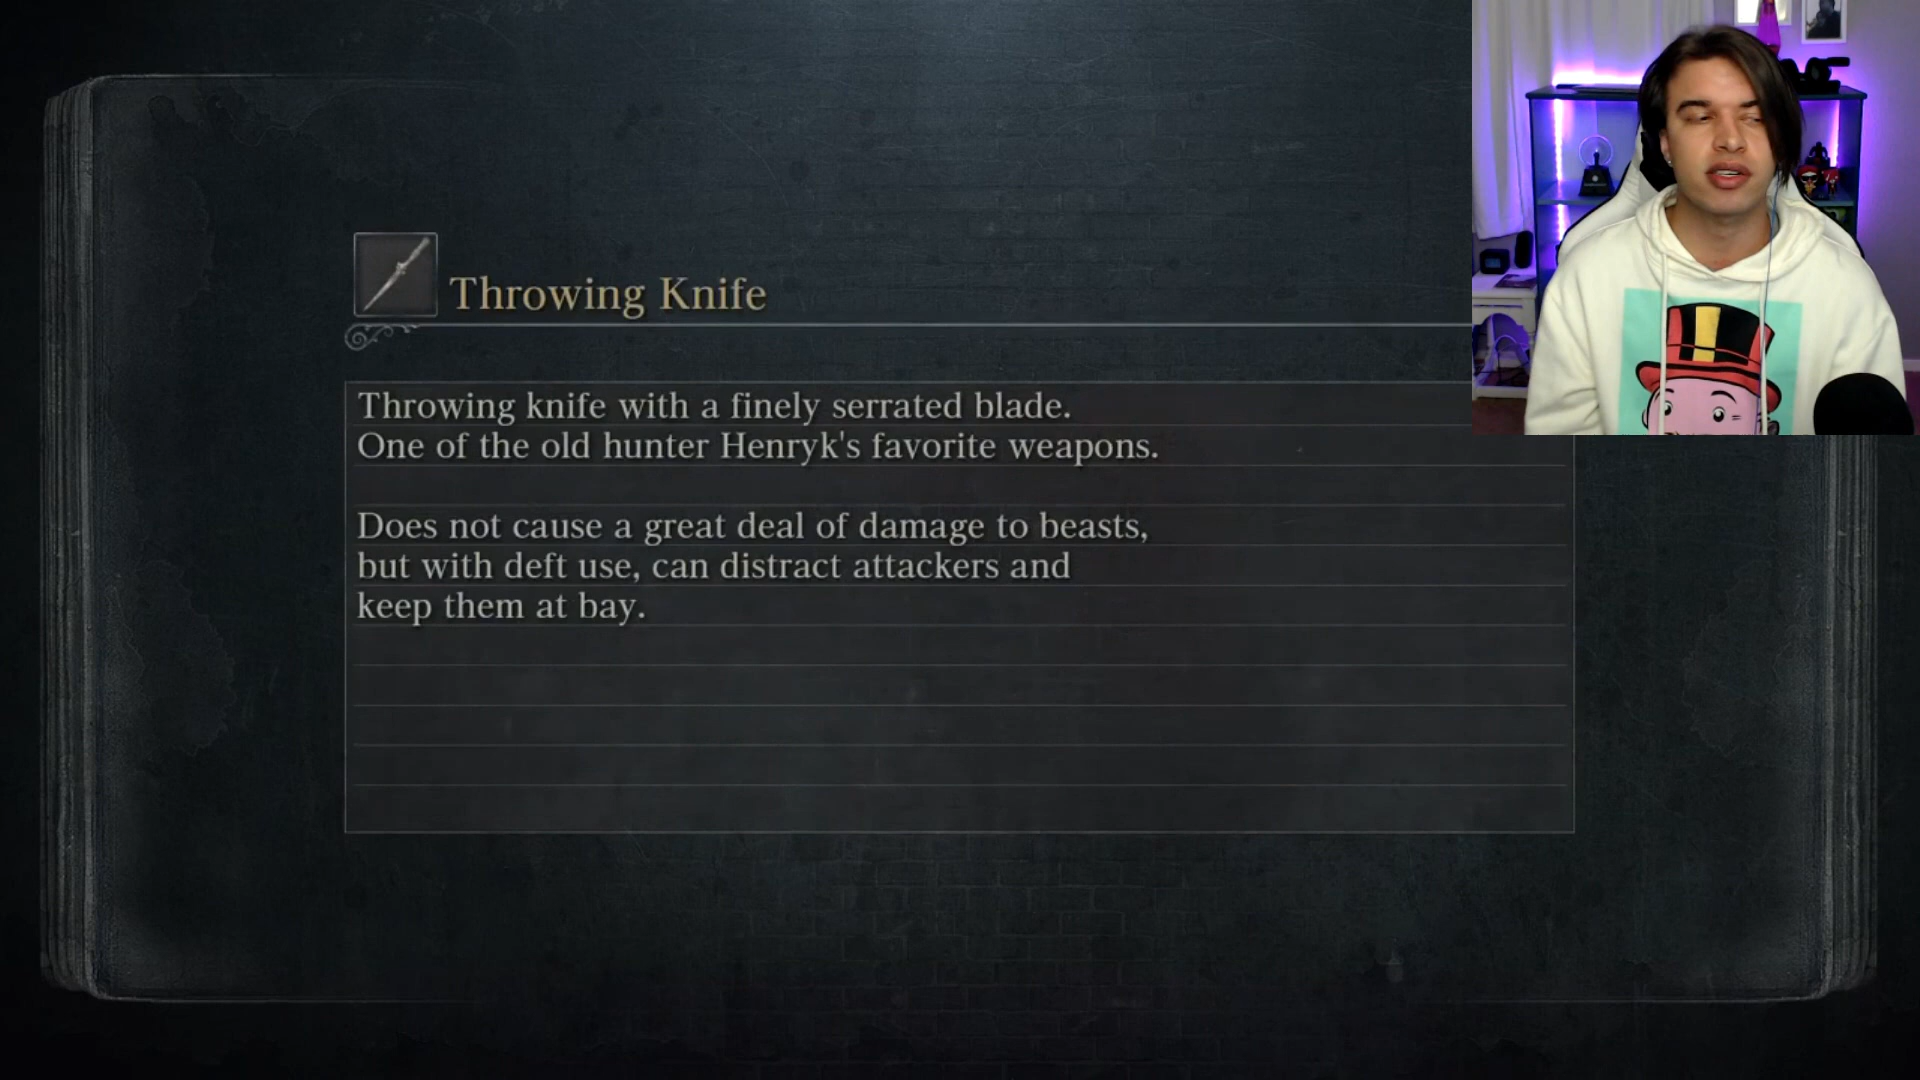 Throwing Knife
Throwing knife with a finely serrated blade.
One of the old hunter Henryk's favorite weapons.
Does not cause a great deal of damage to beasts,
but with deft use, can distract attackers and
keep them at bay.